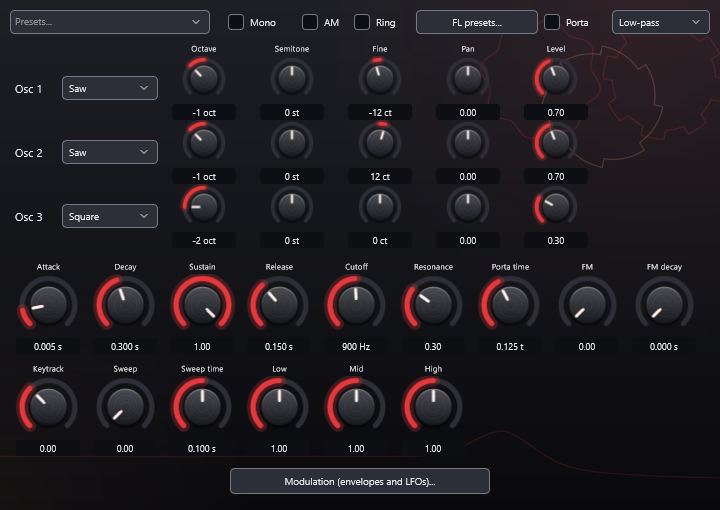 Presets... Mono AM Ring FL presets... Porta Low-pass
Octave Semitone Fine Pan Level
Osc 1 Saw
-1 oct 0 st -12 ct 0.00 0.70
Osc 2 Saw
-1 oct 0 st 12 ct 0.00 0.70
Osc 3 Square
-2 oct 0 st 0 ct 0.00 0.30
Attack Decay Sustain Release Cutoff Resonance Porta time FM FM decay
0.005 s 0.300 s 1.00 0.150 s 900 Hz 0.30 0.125 t 0.00 0.000 s
Keytrack Sweep Sweep time Low Mid High
0.00 0.00 0.100 s 1.00 1.00 1.00
Modulation (envelopes and LFOs)...